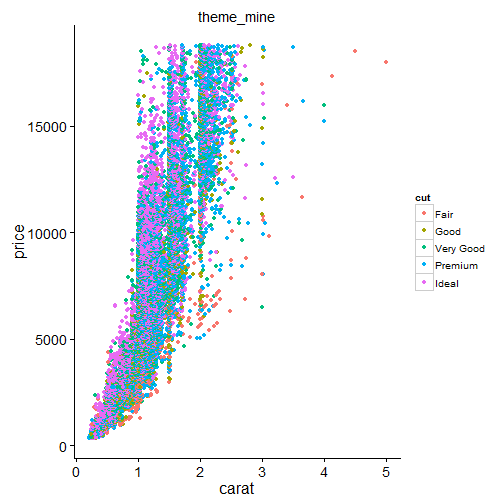 theme_mine
15000
10000
5000
0
price
0
1
2
3
4
5
carat
cut
Fair
Good
Very Good
Premium
Ideal